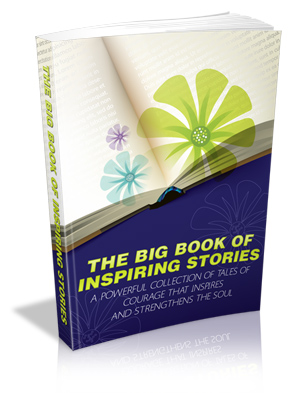 THE BIG BOOK OF INSPIRING STORIES
THE BIG BOOK OF
INSPIRING STORIES
A POWERFUL COLLECTION OF TALES OF
COURAGE THAT INSPIRES
AND STRENGTHENS THE SOUL